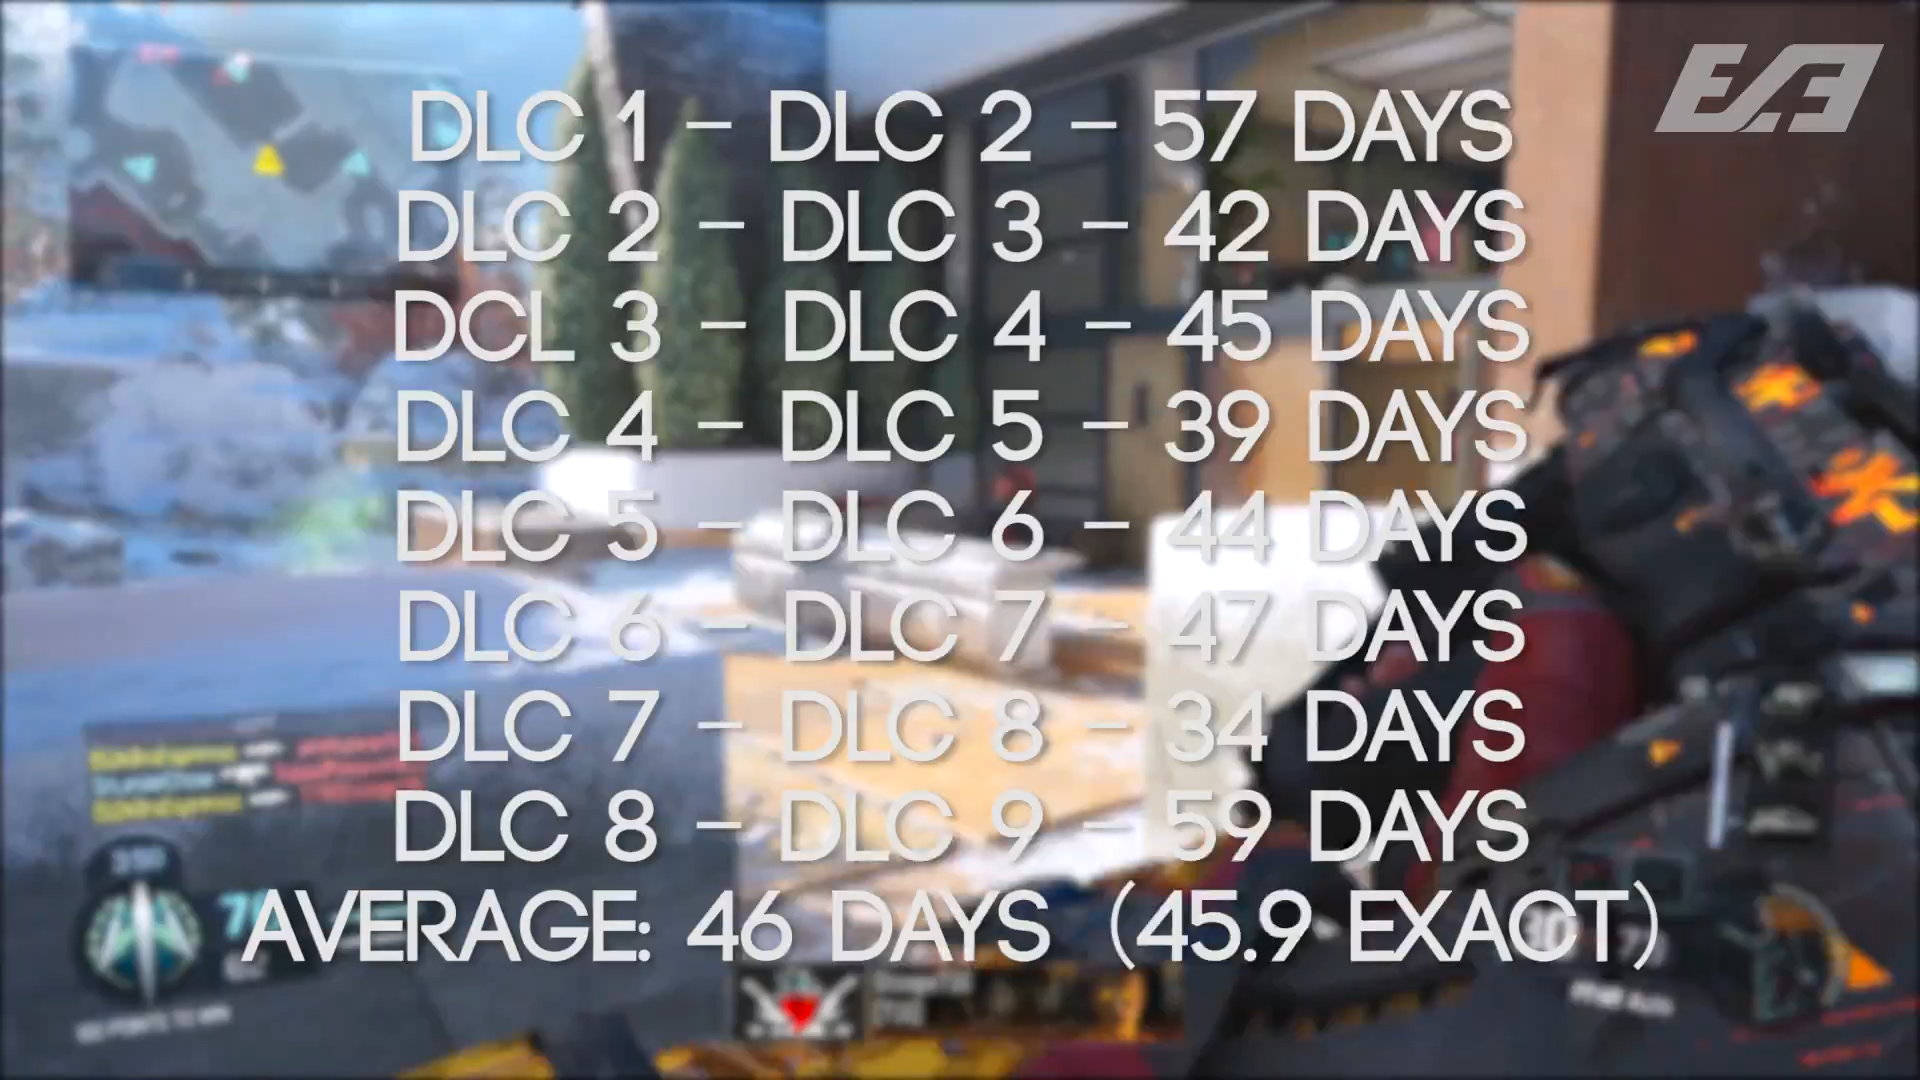 DLC 1 - DLC 2 - 57 DAYS
DLC 2 - DLC 3 - 42 DAYS
DCL 3 - DLC 4 - 45 DAYS
DLC 4 - DLC 5 - 39 DAYS
DLC 5 - DLC 6 - 44 DAYS
DLC 6 - DLC 7 - 47 DAYS
DLC 7 - DLC 8 - 34 DAYS
DLC 8 - DLC 9 - 59 DAYS
AVERAGE: 46 DAYS (45.9 EXACT)